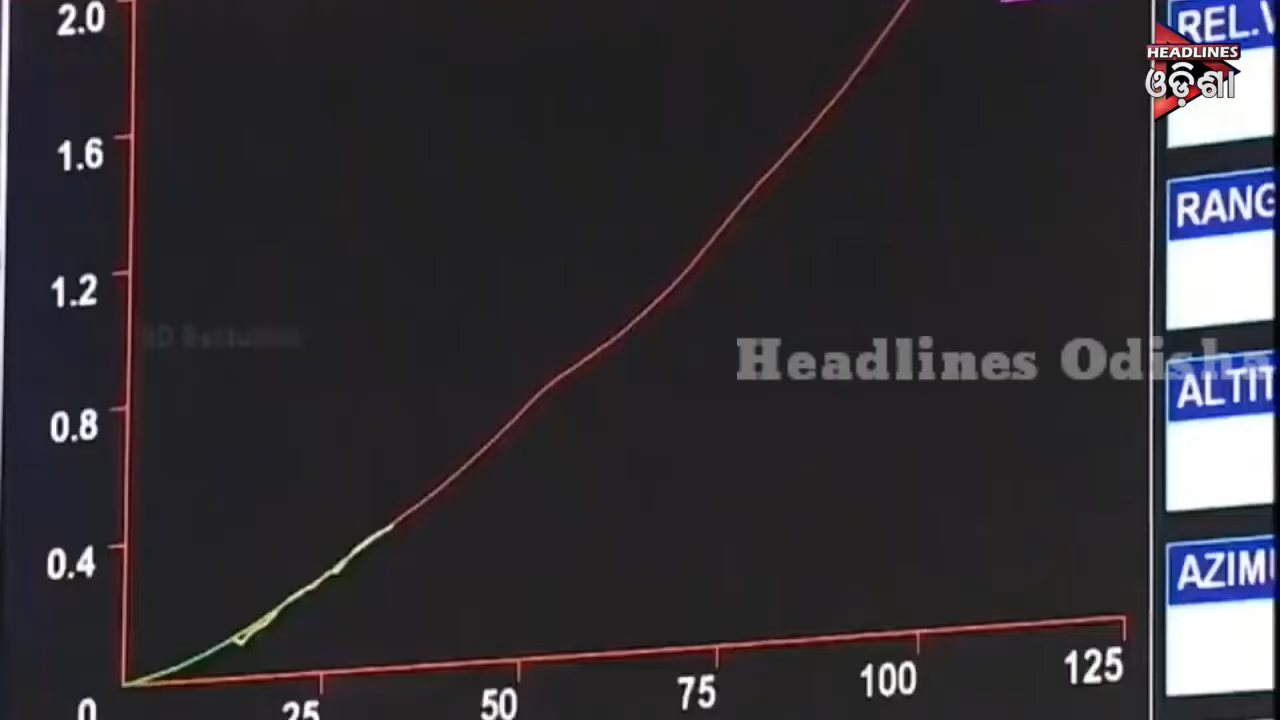 2.0
1.6
1.2
0.8
0.4
0
25
50
75
100
125
REL.V
HEADLINES
ଓଡ଼ିଶା
RANG
Headlines Odisha
ALTIT
AZIMU